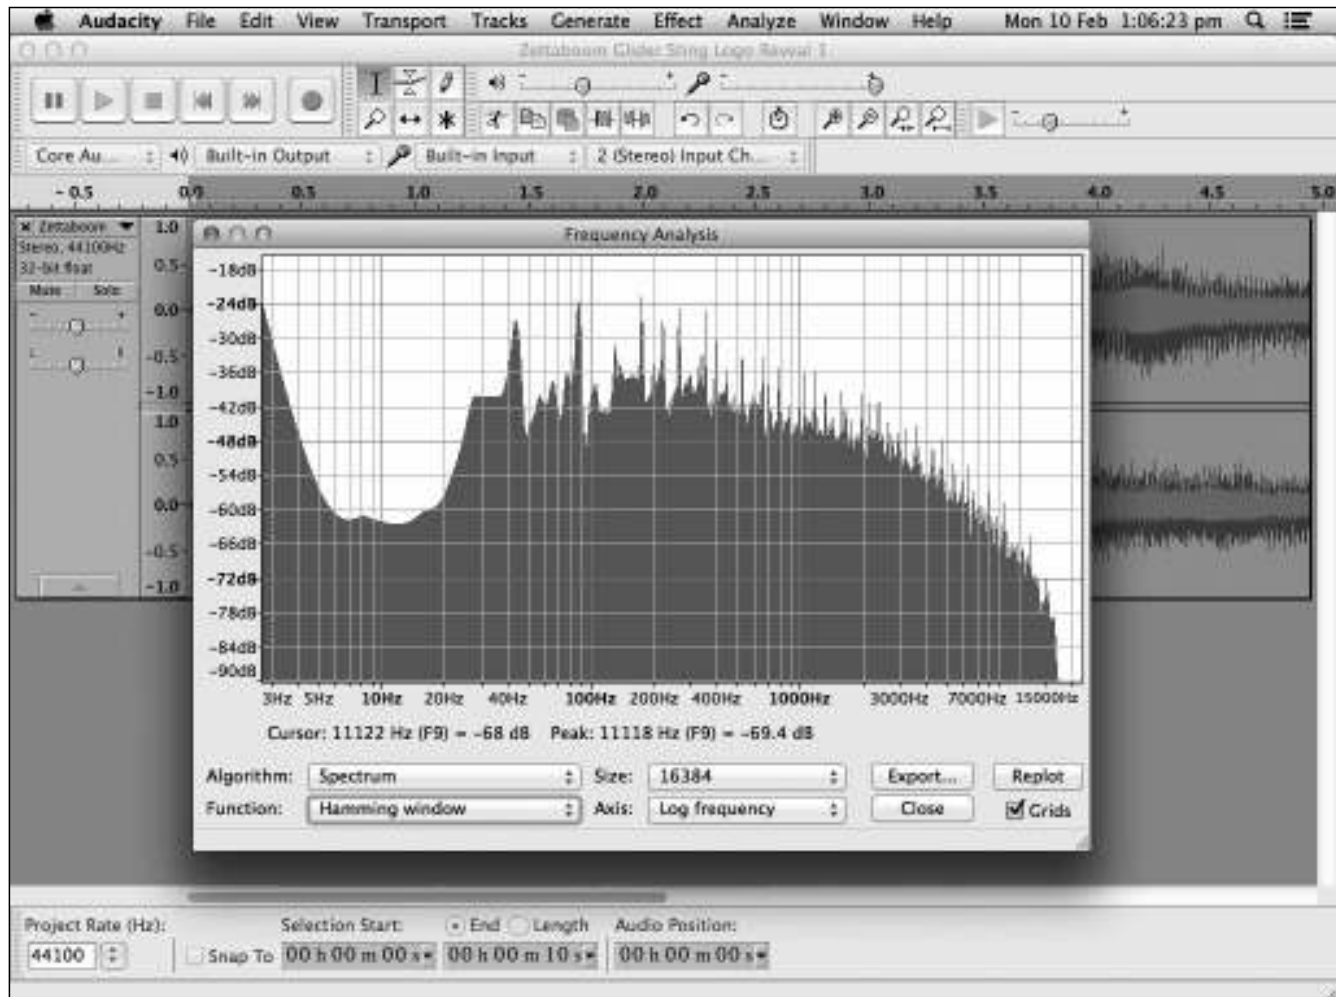 Audacity File Edit View Transport Tracks Generate Effect Analyze Window Help Mon 10 Feb 1:06:23 pm
Zettaboom Glider Sting Logo Reveal 1
Core Au... Built-in Output Built-in Input 2 (Stereo) Input Ch...
- 0.5 0.0 0.5 1.0 1.5 2.0 2.5 3.0 3.5 4.0 4.5 5.0
x Zettaboom
Stereo, 44100Hz
32-bit float
Mute Solo
- +
L R
1.0
0.5-
0.0-
-0.5-
-1.0
1.0
0.5-
0.0-
-0.5-
-1.0
Frequency Analysis
-18dB
-24dB
-30dB
-36dB
-42dB
-48dB
-54dB
-60dB
-66dB
-72dB
-78dB
-84dB
-90dB
3Hz 5Hz 10Hz 20Hz 40Hz 100Hz 200Hz 400Hz 1000Hz 3000Hz 7000Hz 15000Hz
Cursor: 11122 Hz (F9) = -68 dB Peak: 11118 Hz (F9) = -69.4 dB
Algorithm: Spectrum Size: 16384 Export... Replot
Function: Hamming window Axis: Log frequency Close Grids
Project Rate (Hz): Selection Start: End Length Audio Position:
44100 Snap To 00 h 00 m 00 s 00 h 00 m 10 s 00 h 00 m 00 s